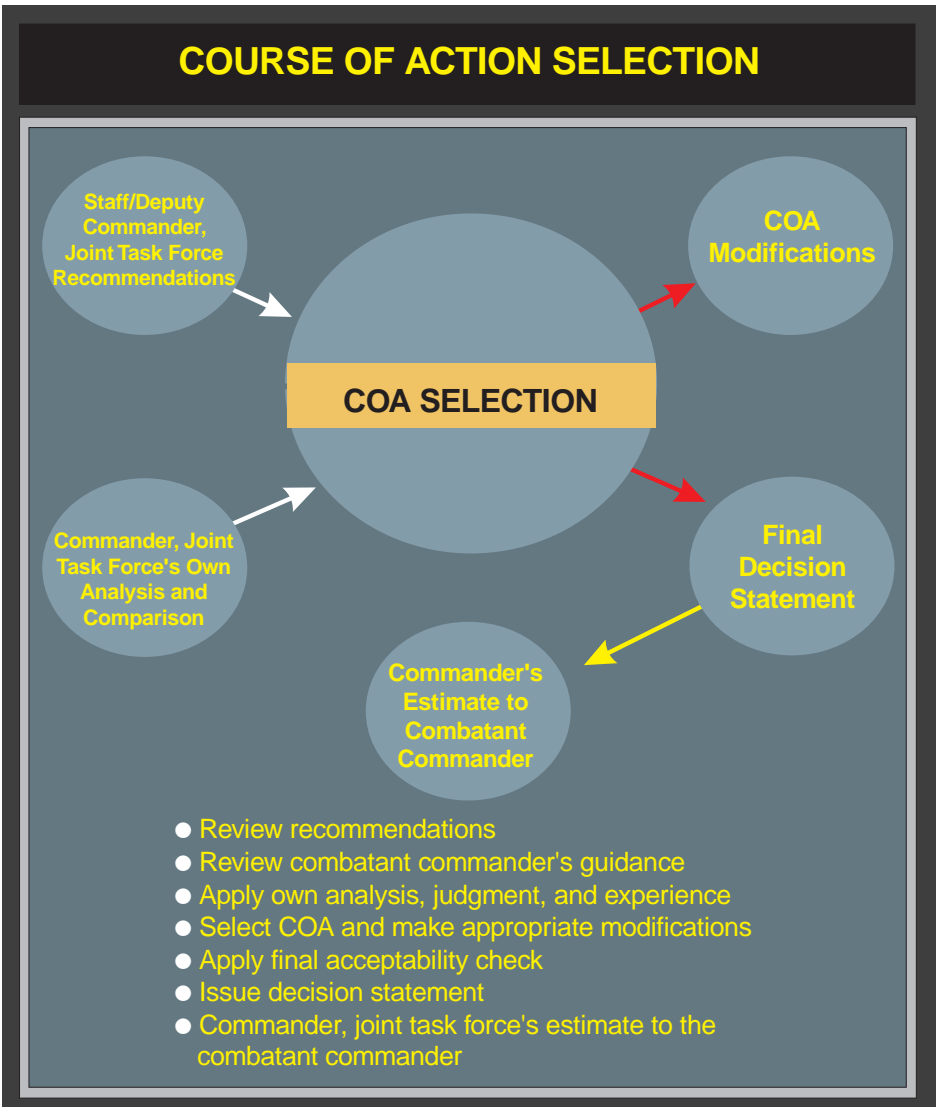 COURSE OF ACTION SELECTION
Staff/Deputy
Commander,
Joint Task Force
Recommendations
COA
Modifications
COA SELECTION
Commander, Joint
Task Force's Own
Analysis and
Comparison
Final
Decision
Statement
Commander's
Estimate to
Combatant
Commander
● Review recommendations
● Review combatant commander's guidance
● Apply own analysis, judgment, and experience
● Select COA and make appropriate modifications
● Apply final acceptability check
● Issue decision statement
● Commander, joint task force's estimate to the
combatant commander